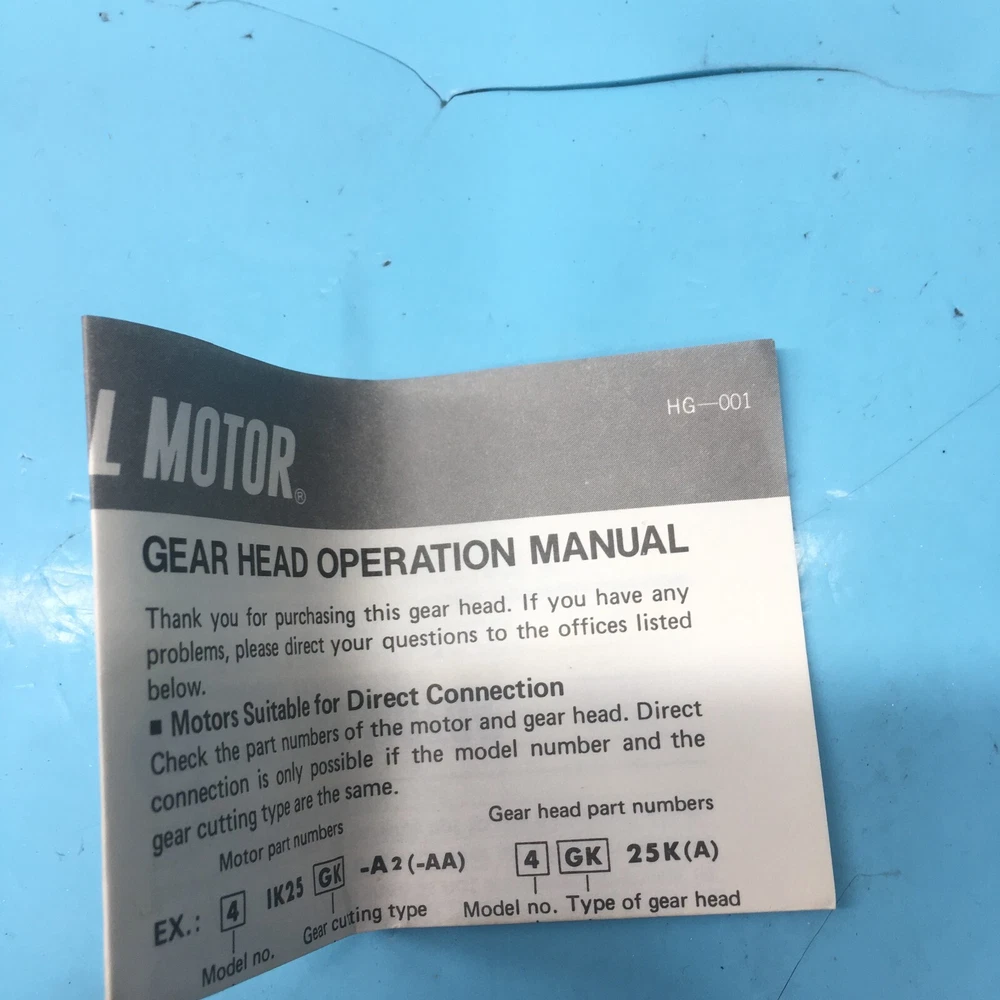 L MOTOR®
HG—001
GEAR HEAD OPERATION MANUAL
Thank you for purchasing this gear head. If you have any
problems, please direct your questions to the offices listed
below.
■ Motors Suitable for Direct Connection
Check the part numbers of the motor and gear head. Direct
connection is only possible if the model number and the
gear cutting type are the same.
Motor part numbers
Gear head part numbers
EX.: 4 IK25 GK -A2(-AA) 4 GK 25K(A)
Model no. Gear cutting type Model no. Type of gear head